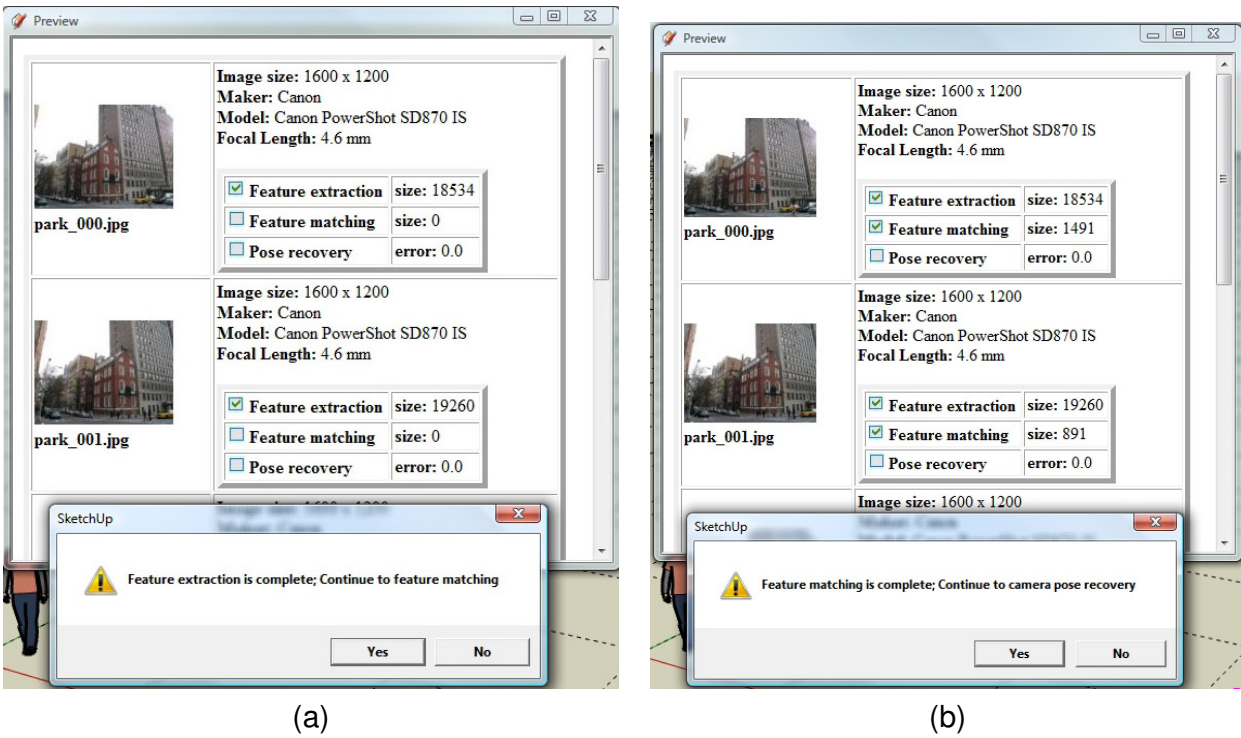 Preview
Image size: 1600 x 1200
Maker: Canon
Model: Canon PowerShot SD870 IS
Focal Length: 4.6 mm
Feature extraction size: 18534
Feature matching size: 0
Pose recovery error: 0.0
park_000.jpg
Image size: 1600 x 1200
Maker: Canon
Model: Canon PowerShot SD870 IS
Focal Length: 4.6 mm
Feature extraction size: 19260
Feature matching size: 0
Pose recovery error: 0.0
park_001.jpg
Image size: 1600 x 1200
SketchUp
Feature extraction is complete; Continue to feature matching
Yes No
(a)
Preview
Image size: 1600 x 1200
Maker: Canon
Model: Canon PowerShot SD870 IS
Focal Length: 4.6 mm
Feature extraction size: 18534
Feature matching size: 1491
Pose recovery error: 0.0
park_000.jpg
Image size: 1600 x 1200
Maker: Canon
Model: Canon PowerShot SD870 IS
Focal Length: 4.6 mm
Feature extraction size: 19260
Feature matching size: 891
Pose recovery error: 0.0
park_001.jpg
Image size: 1600 x 1200
SketchUp
Feature matching is complete; Continue to camera pose recovery
Yes No
(b)